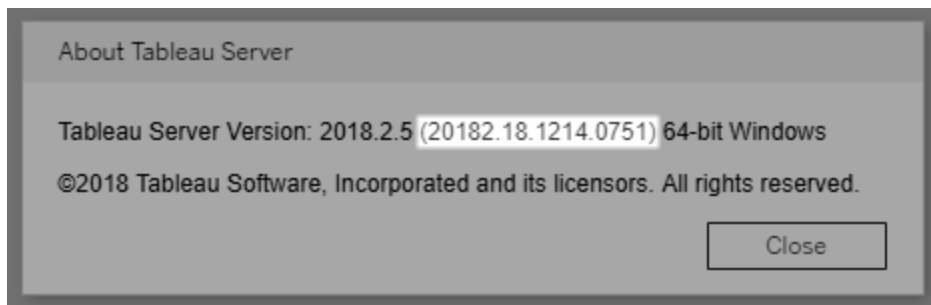 About Tableau Server
Tableau Server Version: 2018.2.5 (20182.18.1214.0751) 64-bit Windows
©2018 Tableau Software, Incorporated and its licensors. All rights reserved.
Close